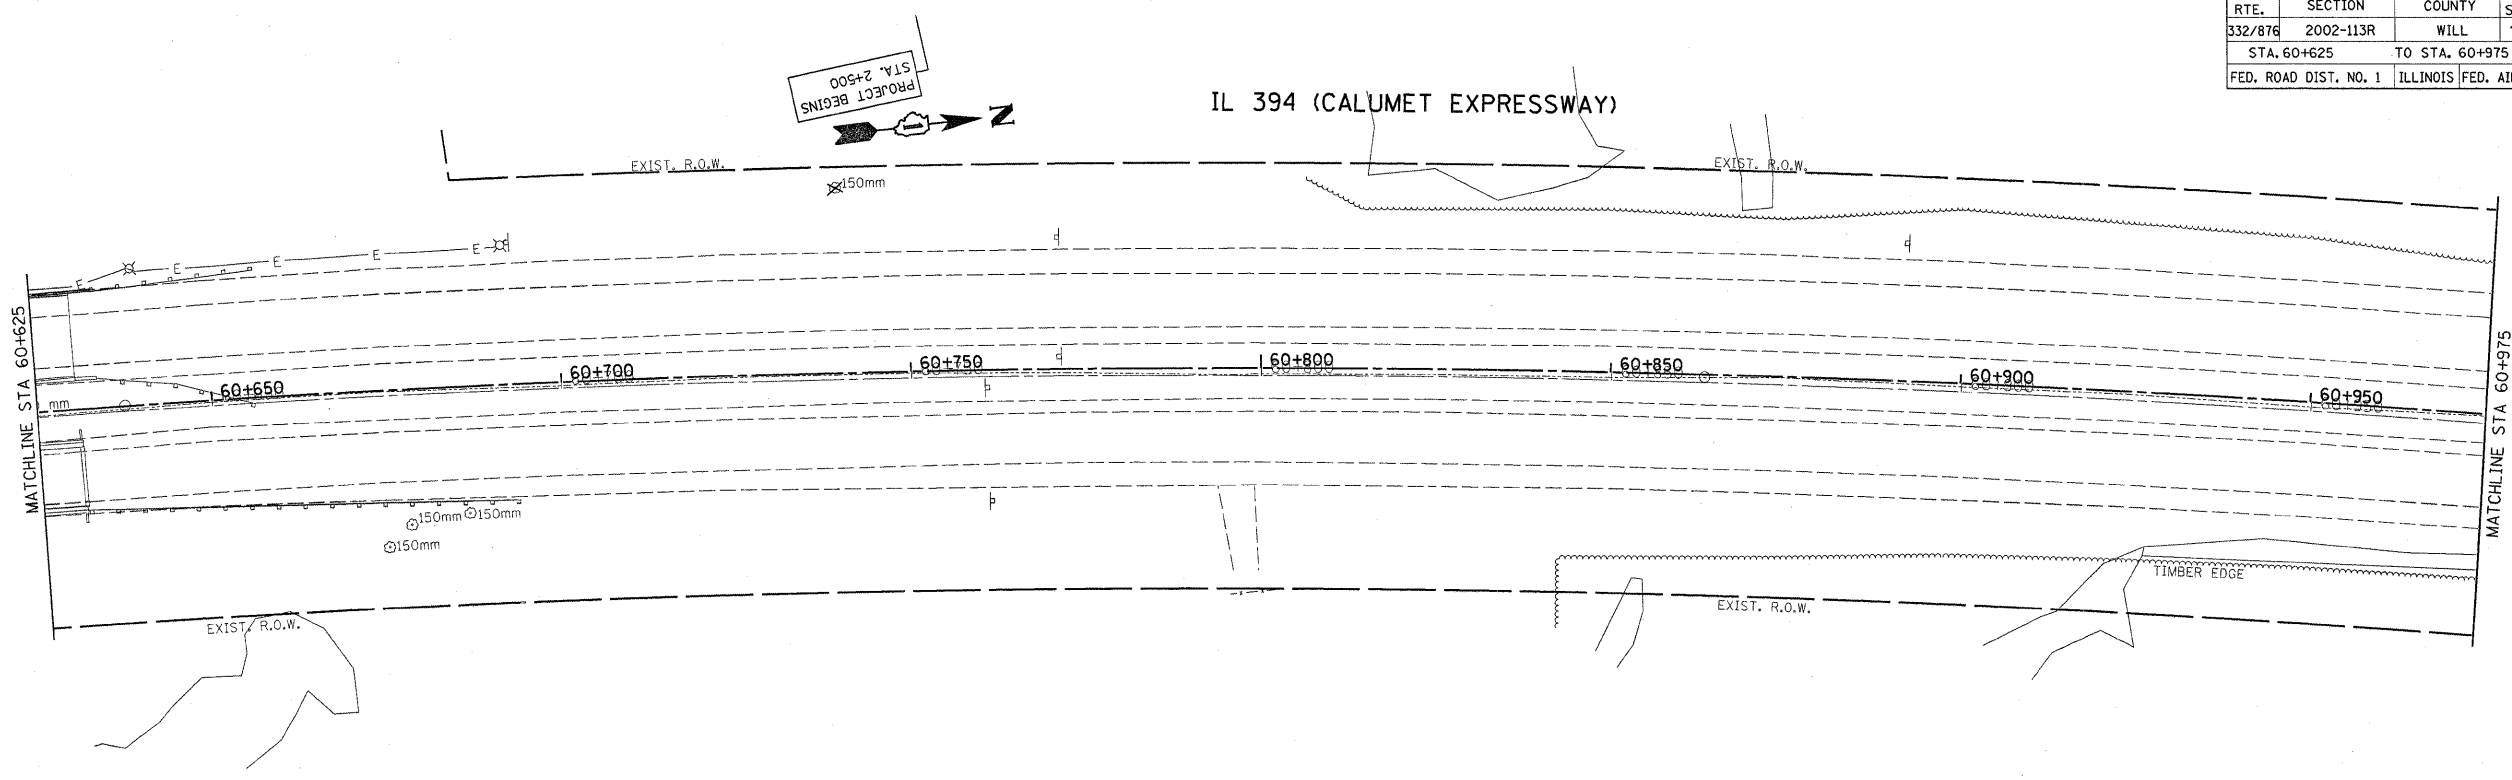 RTE.
SECTION
COUNTY
332/876
2002-113R
WILL
STA. 60+625 TO STA. 60+975
FED. ROAD DIST. NO. 1
ILLINOIS
PROJECT BEGINS
STA. 2+500
N
IL 394 (CALUMET EXPRESSWAY)
EXIST. R.O.W.
EXIST. R.O.W.
150mm
E
E
E
E
E
MATCHLINE STA 60+625
60+650
60+700
60+750
60+800
60+850
60+900
60+950
mm
MATCHLINE STA 60+975
150mm
150mm
150mm
TIMBER EDGE
EXIST. R.O.W.
EXIST. R.O.W.